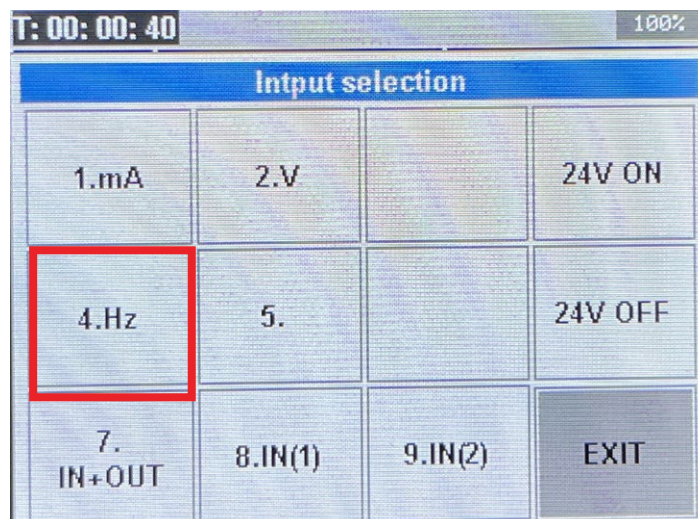 T: 00: 00: 40 100%
Intput selection
1.mA 2.V 24V ON
4.Hz 5. 24V OFF
7.
IN+OUT 8.IN(1) 9.IN(2) EXIT